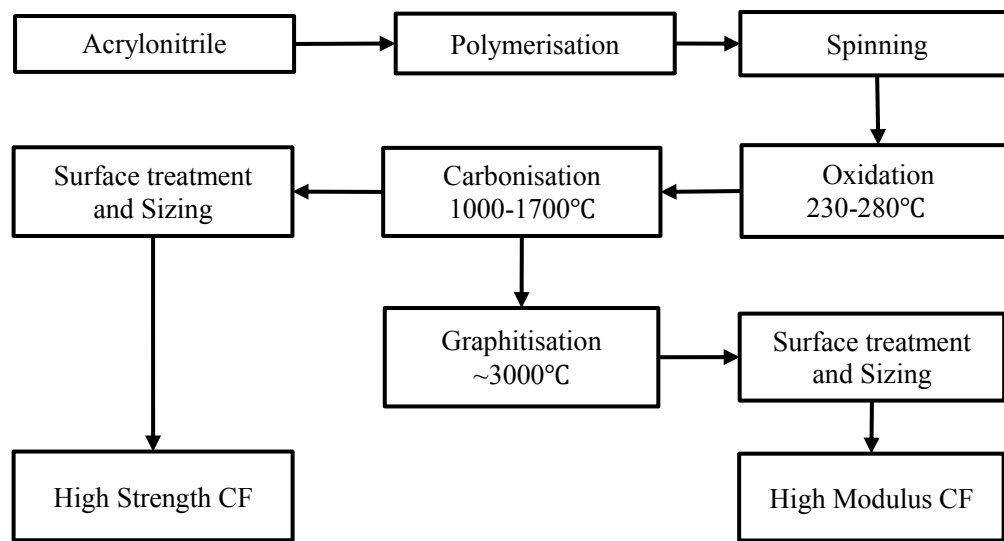 Acrylonitrile
Polymerisation
Spinning
Surface treatment
and Sizing
Carbonisation
1000-1700℃
Oxidation
230-280℃
Graphitisation
~3000℃
Surface treatment
and Sizing
High Strength CF
High Modulus CF